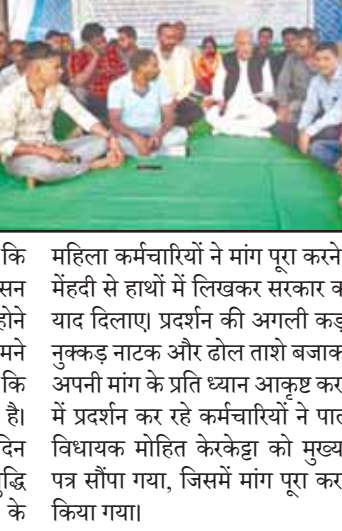 कि
सन
होने
मने
कि
है।
दिन
के
महिला कर्मचारियों ने मांग पूरा करने
मेंहदी से हाथों में लिखकर सरकार क
याद दिलाए। प्रदर्शन की अगली कड़
नुक्कड़ नाटक और ढोल ताशे बजाक
अपनी मांग के प्रति ध्यान आकृष्ट कर
में प्रदर्शन कर रहे कर्मचारियों ने पात
विधायक मोहित केरकेट्टा को मुख्य
पत्र सौंपा गया, जिसमें मांग पूरा कर
किया गया।